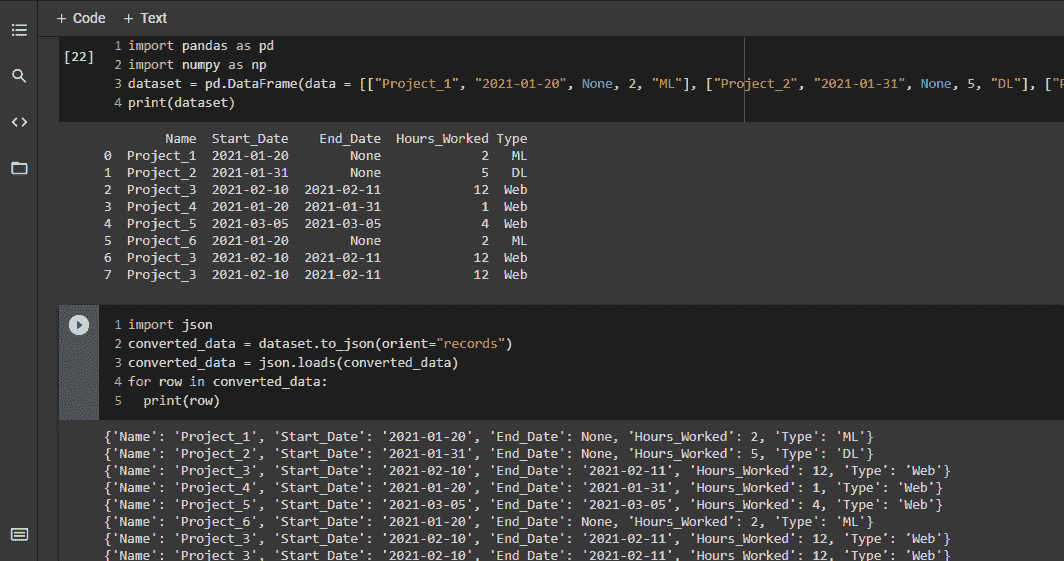 + Code + Text
[22]
1 import pandas as pd
2 import numpy as np
3 dataset = pd.DataFrame(data = [["Project_1", "2021-01-20", None, 2, "ML"], ["Project_2", "2021-01-31", None, 5, "DL"], ["P
4 print(dataset)
Name Start_Date End_Date Hours_Worked Type
0 Project_1 2021-01-20 None 2 ML
1 Project_2 2021-01-31 None 5 DL
2 Project_3 2021-02-10 2021-02-11 12 Web
3 Project_4 2021-01-20 2021-01-31 1 Web
4 Project_5 2021-03-05 2021-03-05 4 Web
5 Project_6 2021-01-20 None 2 ML
6 Project_3 2021-02-10 2021-02-11 12 Web
7 Project_3 2021-02-10 2021-02-11 12 Web
1 import json
2 converted_data = dataset.to_json(orient="records")
3 converted_data = json.loads(converted_data)
4 for row in converted_data:
5 print(row)
{'Name': 'Project_1', 'Start_Date': '2021-01-20', 'End_Date': None, 'Hours_Worked': 2, 'Type': 'ML'}
{'Name': 'Project_2', 'Start_Date': '2021-01-31', 'End_Date': None, 'Hours_Worked': 5, 'Type': 'DL'}
{'Name': 'Project_3', 'Start_Date': '2021-02-10', 'End_Date': '2021-02-11', 'Hours_Worked': 12, 'Type': 'Web'}
{'Name': 'Project_4', 'Start_Date': '2021-01-20', 'End_Date': '2021-01-31', 'Hours_Worked': 1, 'Type': 'Web'}
{'Name': 'Project_5', 'Start_Date': '2021-03-05', 'End_Date': '2021-03-05', 'Hours_Worked': 4, 'Type': 'Web'}
{'Name': 'Project_6', 'Start_Date': '2021-01-20', 'End_Date': None, 'Hours_Worked': 2, 'Type': 'ML'}
{'Name': 'Project_3', 'Start_Date': '2021-02-10', 'End_Date': '2021-02-11', 'Hours_Worked': 12, 'Type': 'Web'}
{'Name': 'Project_3', 'Start_Date': '2021-02-10', 'End_Date': '2021-02-11', 'Hours_Worked': 12, 'Type': 'Web'}